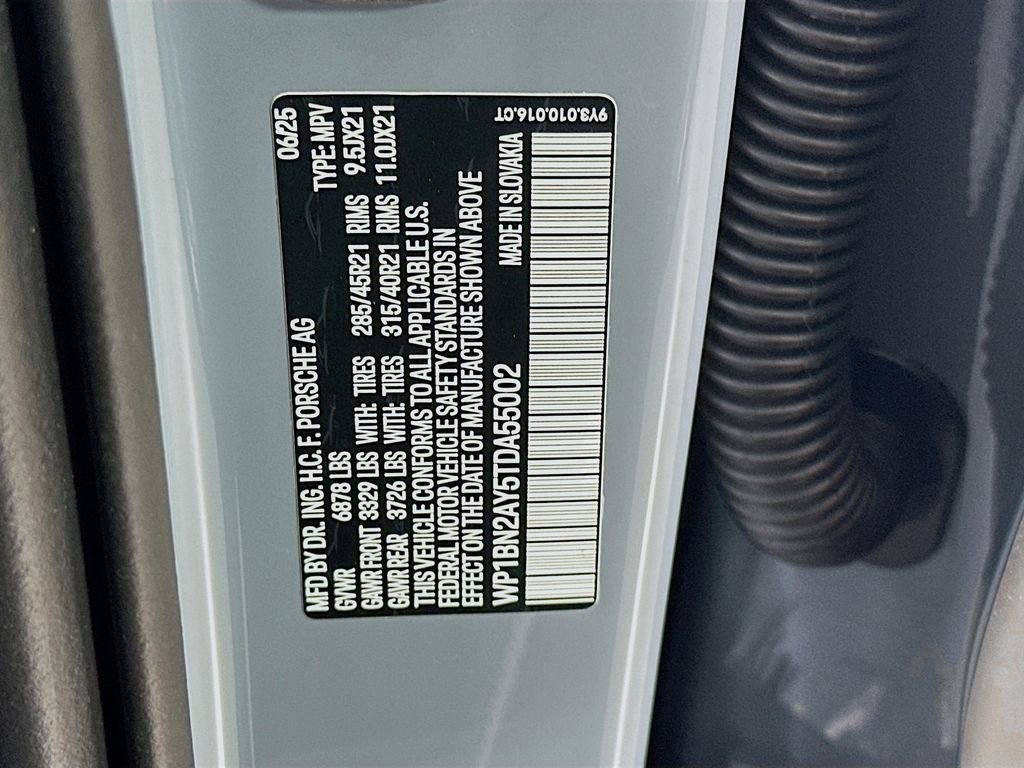 MFD BY DR. ING. H.C. F. PORSCHE AG 06/25
GVWR 6878 LBS TYPE:MPV
GAWR FRONT 3329 LBS WITH: TIRES 285/45R21 RIMS 9.5JX21
GAWR REAR 3726 LBS WITH: TIRES 315/40R21 RIMS 11.0JX21
THIS VEHICLE CONFORMS TO ALL APPLICABLE U.S.
FEDERAL MOTOR VEHICLE SAFETY STANDARDS IN
EFFECT ON THE DATE OF MANUFACTURE SHOWN ABOVE
WP1BN2AY5TDA55002 MADE IN SLOVAKIA
9Y3.010.016.CT